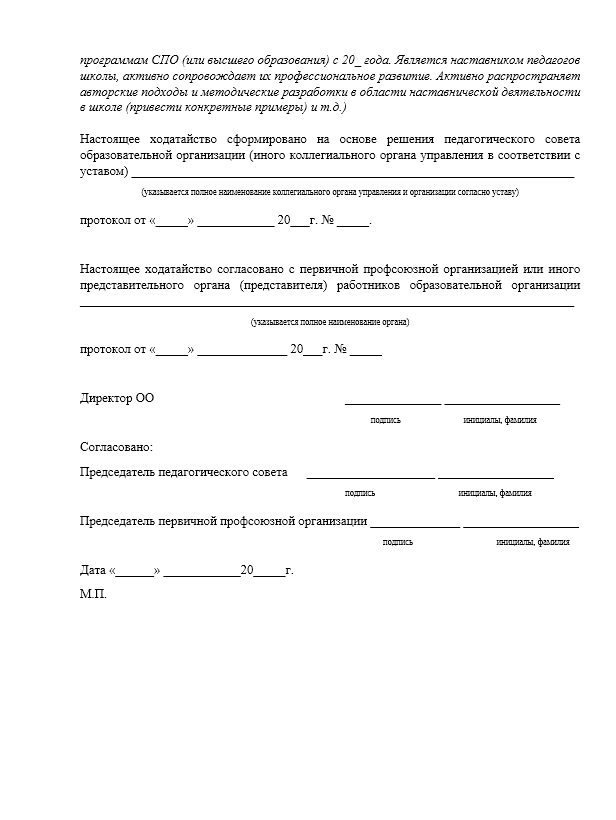 программам СПО (или высшего образования) с 20_ года. Является наставником педагогов
школы, активно сопровождает их профессиональное развитие. Активно распространяет
авторские подходы и методические разработки в области наставнической деятельности
в школе (привести конкретные примеры) и т.д.)
Настоящее ходатайство сформировано на основе решения педагогического совета
образовательной организации (иного коллегиального органа управления в соответствии с
уставом) _____________________________________________________________________
(указывается полное наименование коллегиального органа управления и организации согласно уставу)
протокол от «_____» ____________ 20___г. № _____.
Настоящее ходатайство согласовано с первичной профсоюзной организацией или иного
представительного органа (представителя) работников образовательной организации
_____________________________________________________________________________
(указывается полное наименование органа)
протокол от «_____» ______________ 20___г. № _____
Директор ОО _______________ __________________
подпись инициалы, фамилия
Согласовано:
Председатель педагогического совета ____________________ __________________
подпись инициалы, фамилия
Председатель первичной профсоюзной организации ______________ __________________
подпись инициалы, фамилия
Дата «______» ____________20_____г.
М.П.